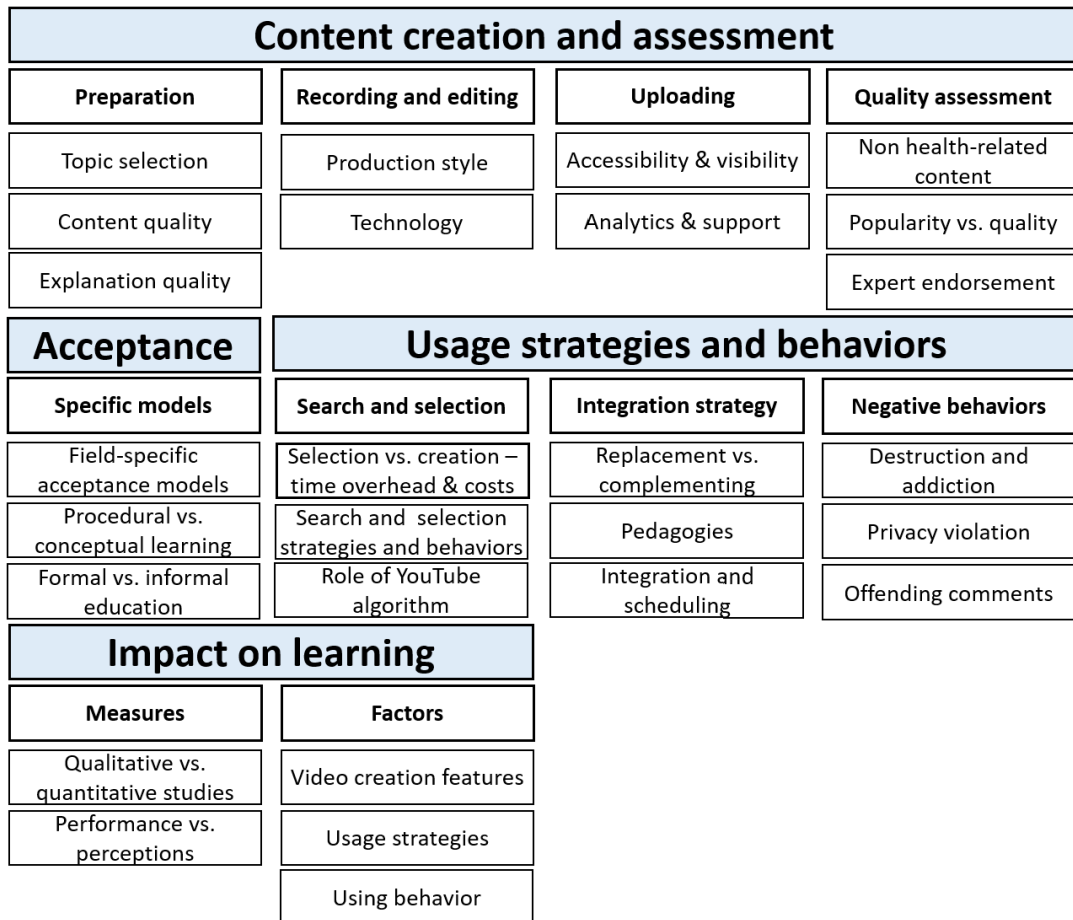 Content creation and assessment
Preparation
Recording and editing
Uploading
Quality assessment
Topic selection
Production style
Accessibility & visibility
Non health-related
content
Content quality
Technology
Analytics & support
Popularity vs. quality
Explanation quality
Expert endorsement
Acceptance
Usage strategies and behaviors
Specific models
Search and selection
Integration strategy
Negative behaviors
Field-specific
acceptance models
Selection vs. creation –
time overhead & costs
Replacement vs.
complementing
Destruction and
addiction
Procedural vs.
conceptual learning
Search and selection
strategies and behaviors
Pedagogies
Privacy violation
Formal vs. informal
education
Role of YouTube
algorithm
Integration and
scheduling
Offending comments
Impact on learning
Measures
Factors
Qualitative vs.
quantitative studies
Video creation features
Performance vs.
perceptions
Usage strategies
Using behavior